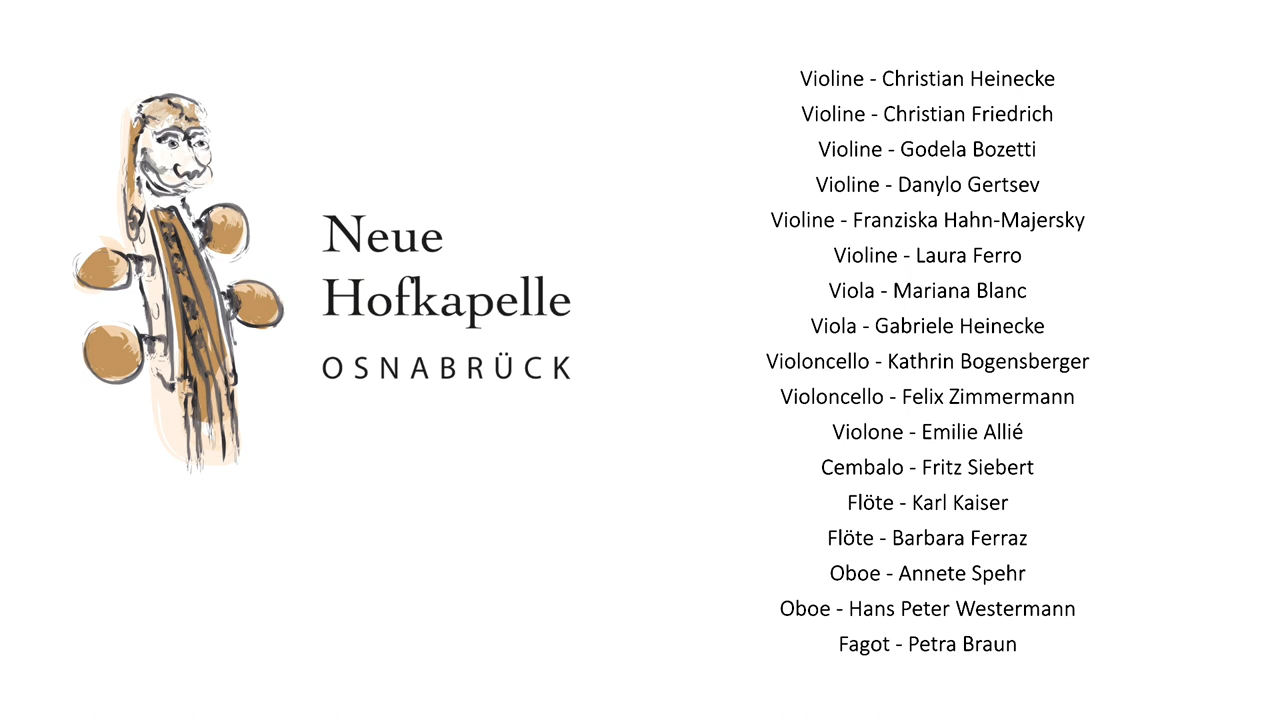 Neue
Hofkapelle
OSNABRÜCK
Violine - Christian Heinecke
Violine - Christian Friedrich
Violine - Godela Bozetti
Violine - Danylo Gertsev
Violine - Franziska Hahn-Majersky
Violine - Laura Ferro
Viola - Mariana Blanc
Viola - Gabriele Heinecke
Violoncello - Kathrin Bogensberger
Violoncello - Felix Zimmermann
Violone - Emilie Allié
Cembalo - Fritz Siebert
Flöte - Karl Kaiser
Flöte - Barbara Ferraz
Oboe - Annete Spehr
Oboe - Hans Peter Westermann
Fagot - Petra Braun